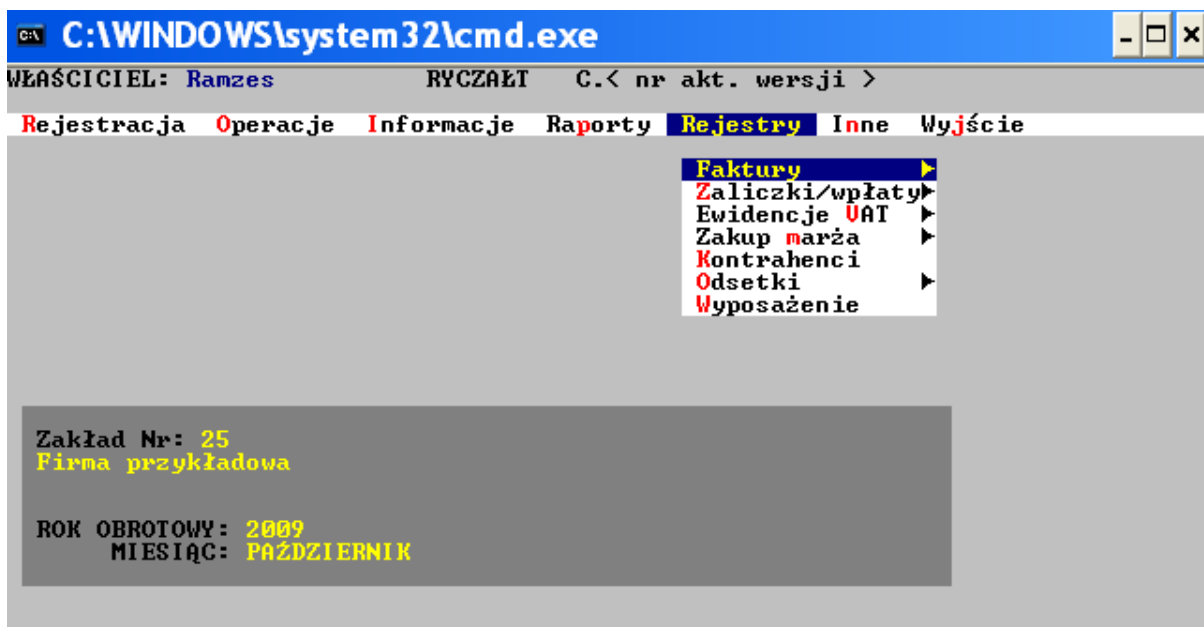 C:\WINDOWS\system32\cmd.exe
WŁAŚCICIEL: Ramzes RYCZAŁT C.< nr akt. wersji >
Rejestracja Operacje Informacje Raporty Rejestry Inne Wyjście
Faktury
Zaliczki/wpłaty
Ewidencje VAT
Zakup marża
Kontrahenci
Odsetki
Wyposażenie
Zakład Nr: 25
Firma przykładowa
ROK OBROTOWY: 2009
MIESIĄC: PAŹDZIERNIK